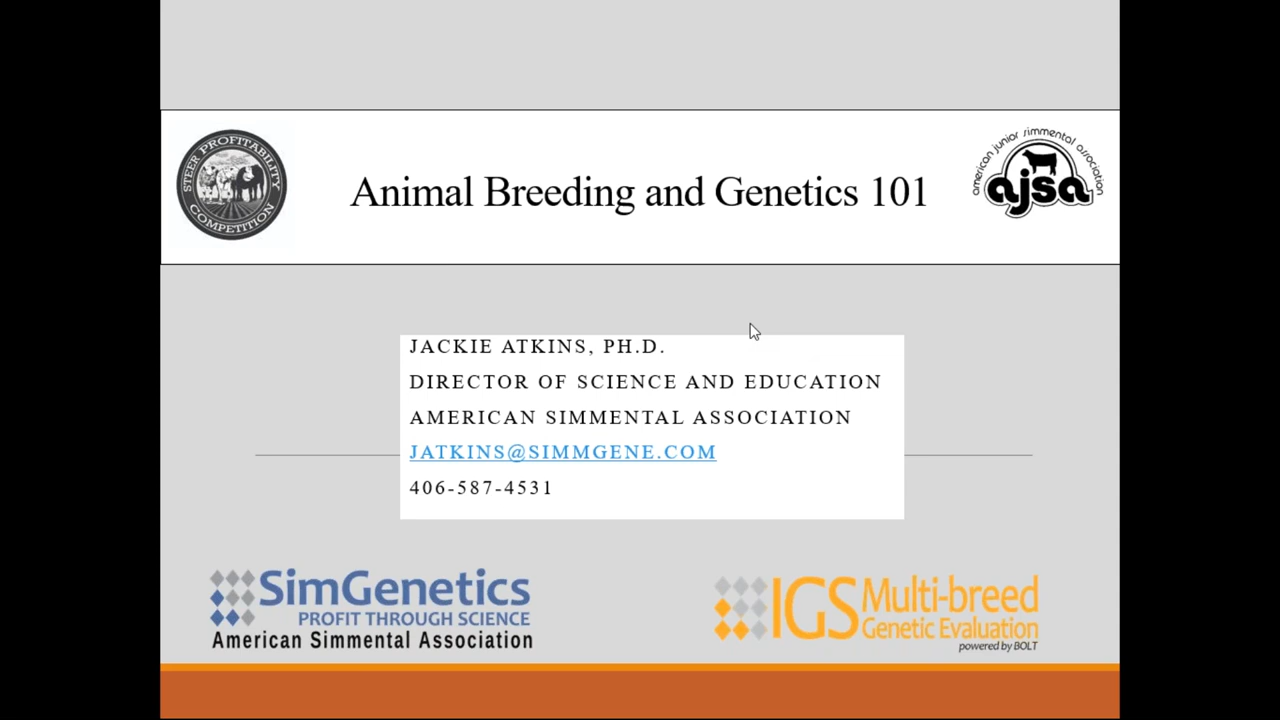 STEER PROFITABILITY
COMPETITION
Animal Breeding and Genetics 101
american junior simmental association
ajsa
JACKIE ATKINS, PH.D.
DIRECTOR OF SCIENCE AND EDUCATION
AMERICAN SIMMENTAL ASSOCIATION
JATKINS@SIMMGENE.COM
406-587-4531
SimGenetics
PROFIT THROUGH SCIENCE
American Simmental Association
IGS Multi-breed
Genetic Evaluation
powered by BOLT